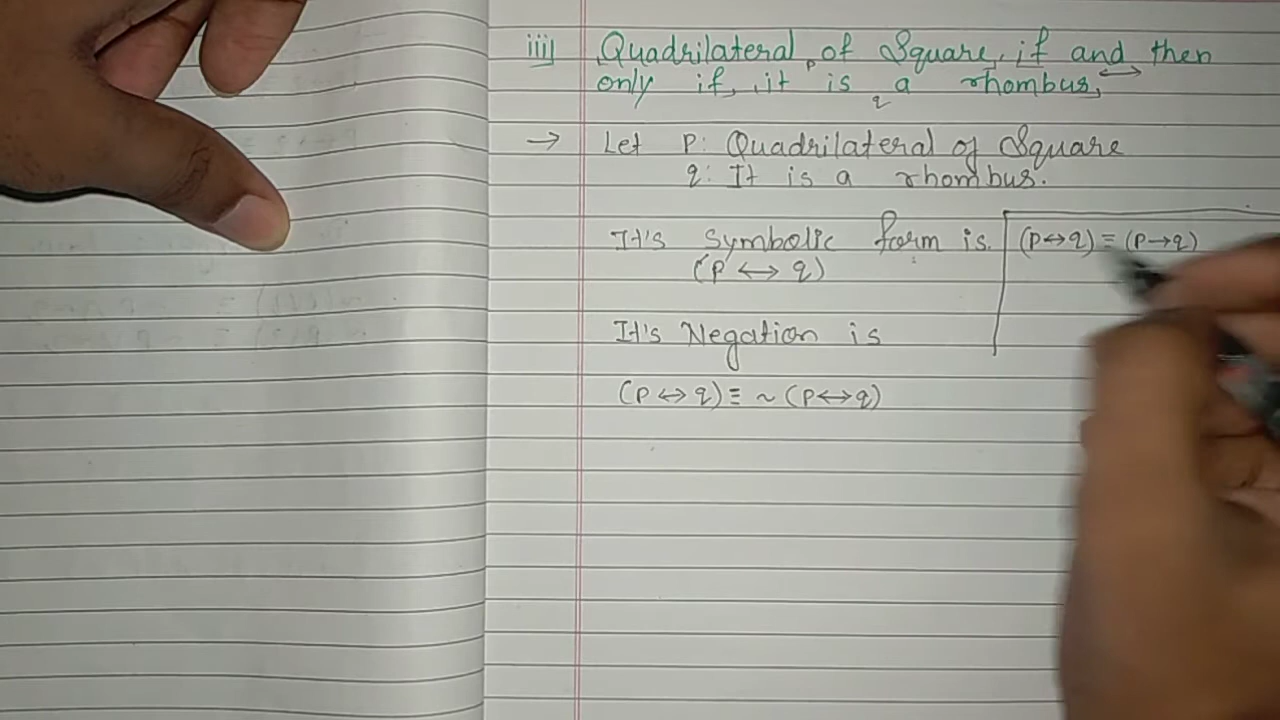 iii) Quadrilateral of Square, if and then
p
only if, it is a rhombus,
q
→ Let p: Quadrilateral of Square
q: It is a rhombus.
It's Symbolic form is.
(p ↔ q)
(p↔q) ≡ (p→q)
It's Negation is
(p ↔ q) ≡ ~ (p↔q)